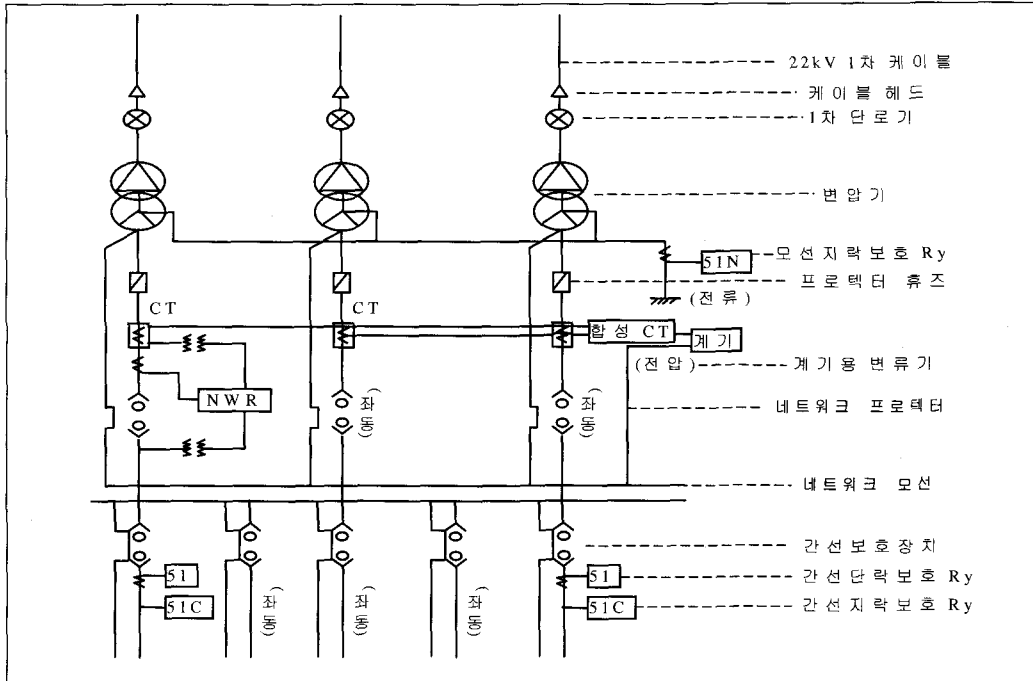 22kV 1차 케이블
케이블 헤드
1차 단로기
변압기
51N
모선지락보호 Ry
프로텍터 휴즈
(전류)
CT
CT
합성 CT
계기
(전압)
계기용 변류기
NWR
(좌동)
(좌동)
네트워크 프로텍터
네트워크 모선
간선보호장치
51
51
간선단락보호 Ry
51C
51C
간선지락보호 Ry
(좌동)
(좌동)
(좌동)